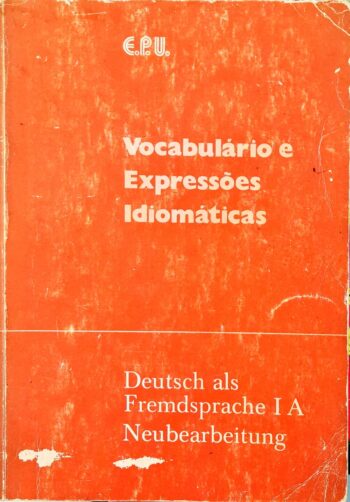 E.P.U.
Vocabulário e
Expressões
Idiomáticas
Deutsch als
Fremdsprache I A
Neubearbeitung